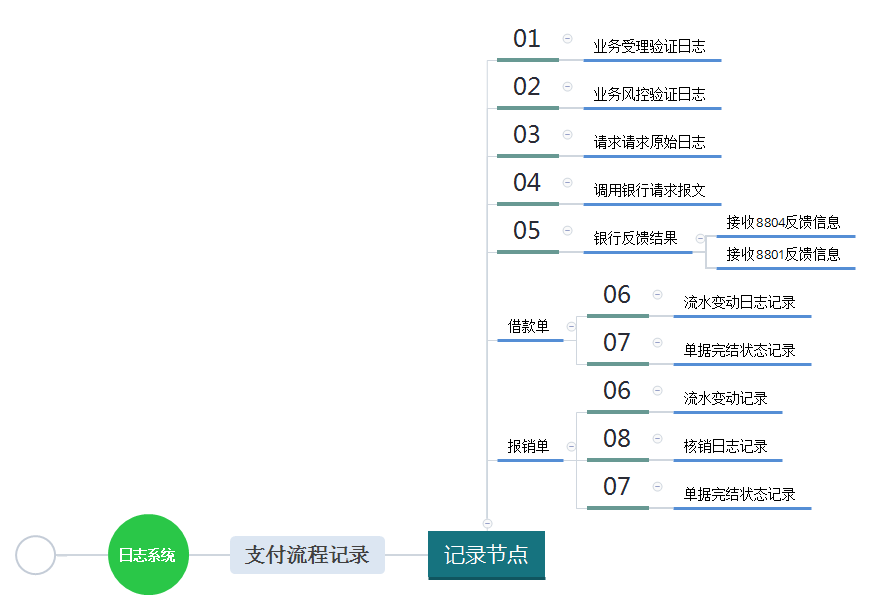 01
业务受理验证日志
02
业务风控验证日志
03
请求请求原始日志
04
调用银行请求报文
05
银行反馈结果
接收8804反馈信息
接收8801反馈信息
借款单
06
流水变动日志记录
07
单据完结状态记录
报销单
06
流水变动记录
08
核销日志记录
07
单据完结状态记录
日志系统
支付流程记录
记录节点